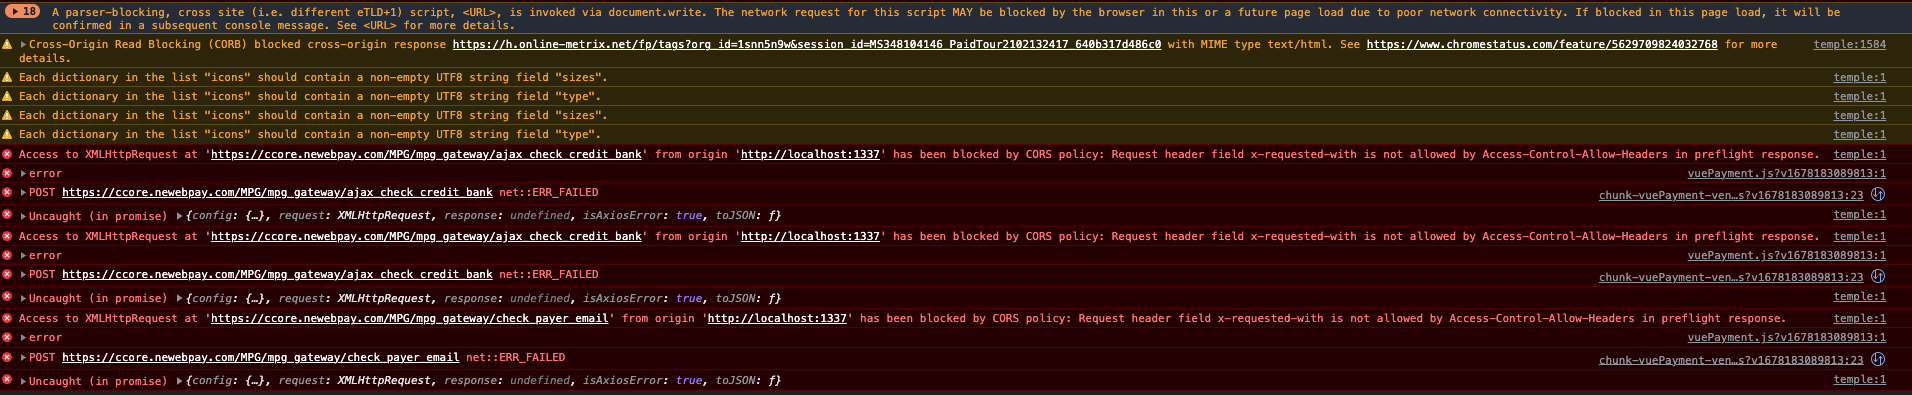 18 A parser-blocking, cross site (i.e. different eTLD+1) script, <URL>, is invoked via document.write. The network request for this script MAY be blocked by the browser in this or a future page load due to poor network connectivity. If blocked in this page load, it will be
confirmed in a subsequent console message. See <URL> for more details.
Cross-Origin Read Blocking (CORB) blocked cross-origin response https://h.online-metrix.net/fp/tags?org_id=1snn5n9w&session_id=MS348104146_PaidTour2102132417_640b317d486c0 with MIME type text/html. See https://www.chromestatus.com/feature/5629709824032768 for more temple:1584
details.
Each dictionary in the list "icons" should contain a non-empty UTF8 string field "sizes". temple:1
Each dictionary in the list "icons" should contain a non-empty UTF8 string field "type". temple:1
Each dictionary in the list "icons" should contain a non-empty UTF8 string field "sizes". temple:1
Each dictionary in the list "icons" should contain a non-empty UTF8 string field "type". temple:1
Access to XMLHttpRequest at 'https://ccore.newebpay.com/MPG/mpg_gateway/ajax_check_credit_bank' from origin 'http://localhost:1337' has been blocked by CORS policy: Request header field x-requested-with is not allowed by Access-Control-Allow-Headers in preflight response. temple:1
error vuePayment.js?v1678183089813:1
POST https://ccore.newebpay.com/MPG/mpg_gateway/ajax_check_credit_bank net::ERR_FAILED chunk-vuePayment-ven…s?v1678183089813:23
Uncaught (in promise) {config: {…}, request: XMLHttpRequest, response: undefined, isAxiosError: true, toJSON: ƒ} temple:1
Access to XMLHttpRequest at 'https://ccore.newebpay.com/MPG/mpg_gateway/ajax_check_credit_bank' from origin 'http://localhost:1337' has been blocked by CORS policy: Request header field x-requested-with is not allowed by Access-Control-Allow-Headers in preflight response. temple:1
error vuePayment.js?v1678183089813:1
POST https://ccore.newebpay.com/MPG/mpg_gateway/ajax_check_credit_bank net::ERR_FAILED chunk-vuePayment-ven…s?v1678183089813:23
Uncaught (in promise) {config: {…}, request: XMLHttpRequest, response: undefined, isAxiosError: true, toJSON: ƒ} temple:1
Access to XMLHttpRequest at 'https://ccore.newebpay.com/MPG/mpg_gateway/check_payer_email' from origin 'http://localhost:1337' has been blocked by CORS policy: Request header field x-requested-with is not allowed by Access-Control-Allow-Headers in preflight response. temple:1
error vuePayment.js?v1678183089813:1
POST https://ccore.newebpay.com/MPG/mpg_gateway/check_payer_email net::ERR_FAILED chunk-vuePayment-ven…s?v1678183089813:23
Uncaught (in promise) {config: {…}, request: XMLHttpRequest, response: undefined, isAxiosError: true, toJSON: ƒ} temple:1